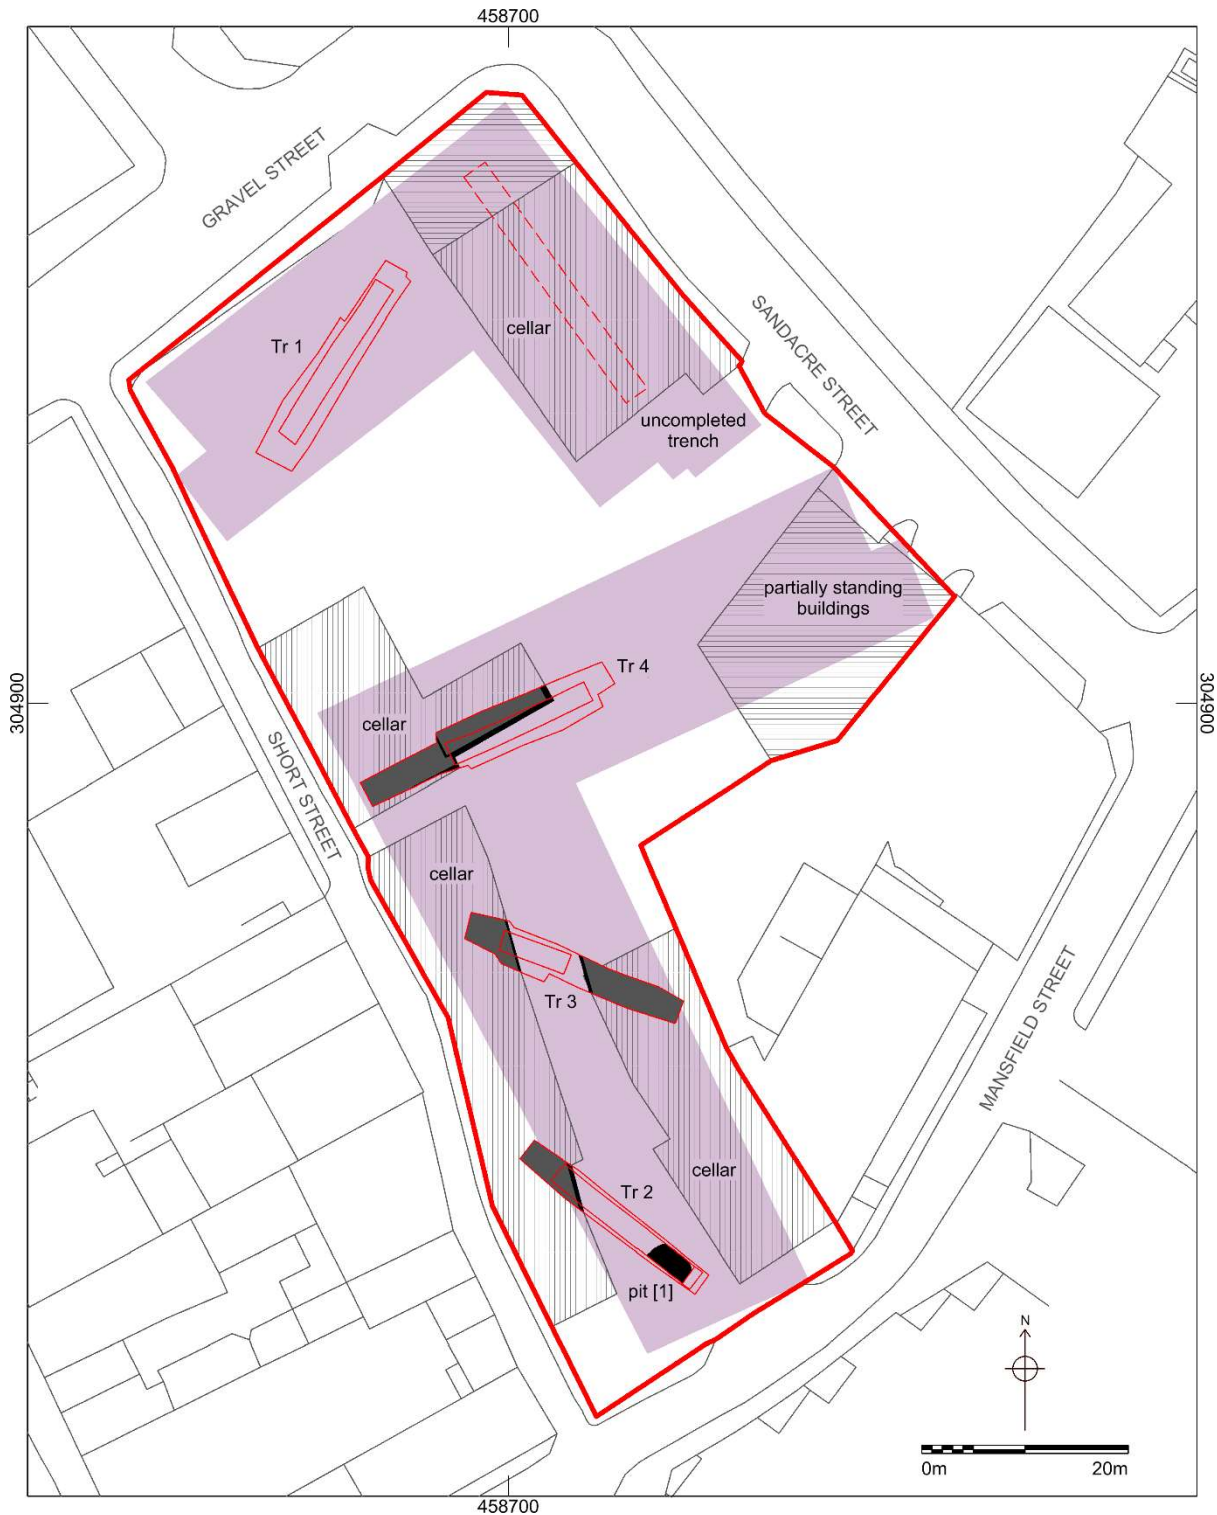 458700
GRAVEL STREET
Tr 1
cellar
SANDACRE STREET
uncompleted
trench
partially standing
buildings
Tr 4
304900
304900
cellar
SHORT STREET
cellar
Tr 3
MANSFIELD STREET
cellar
Tr 2
pit [1]
N
0m
20m
458700